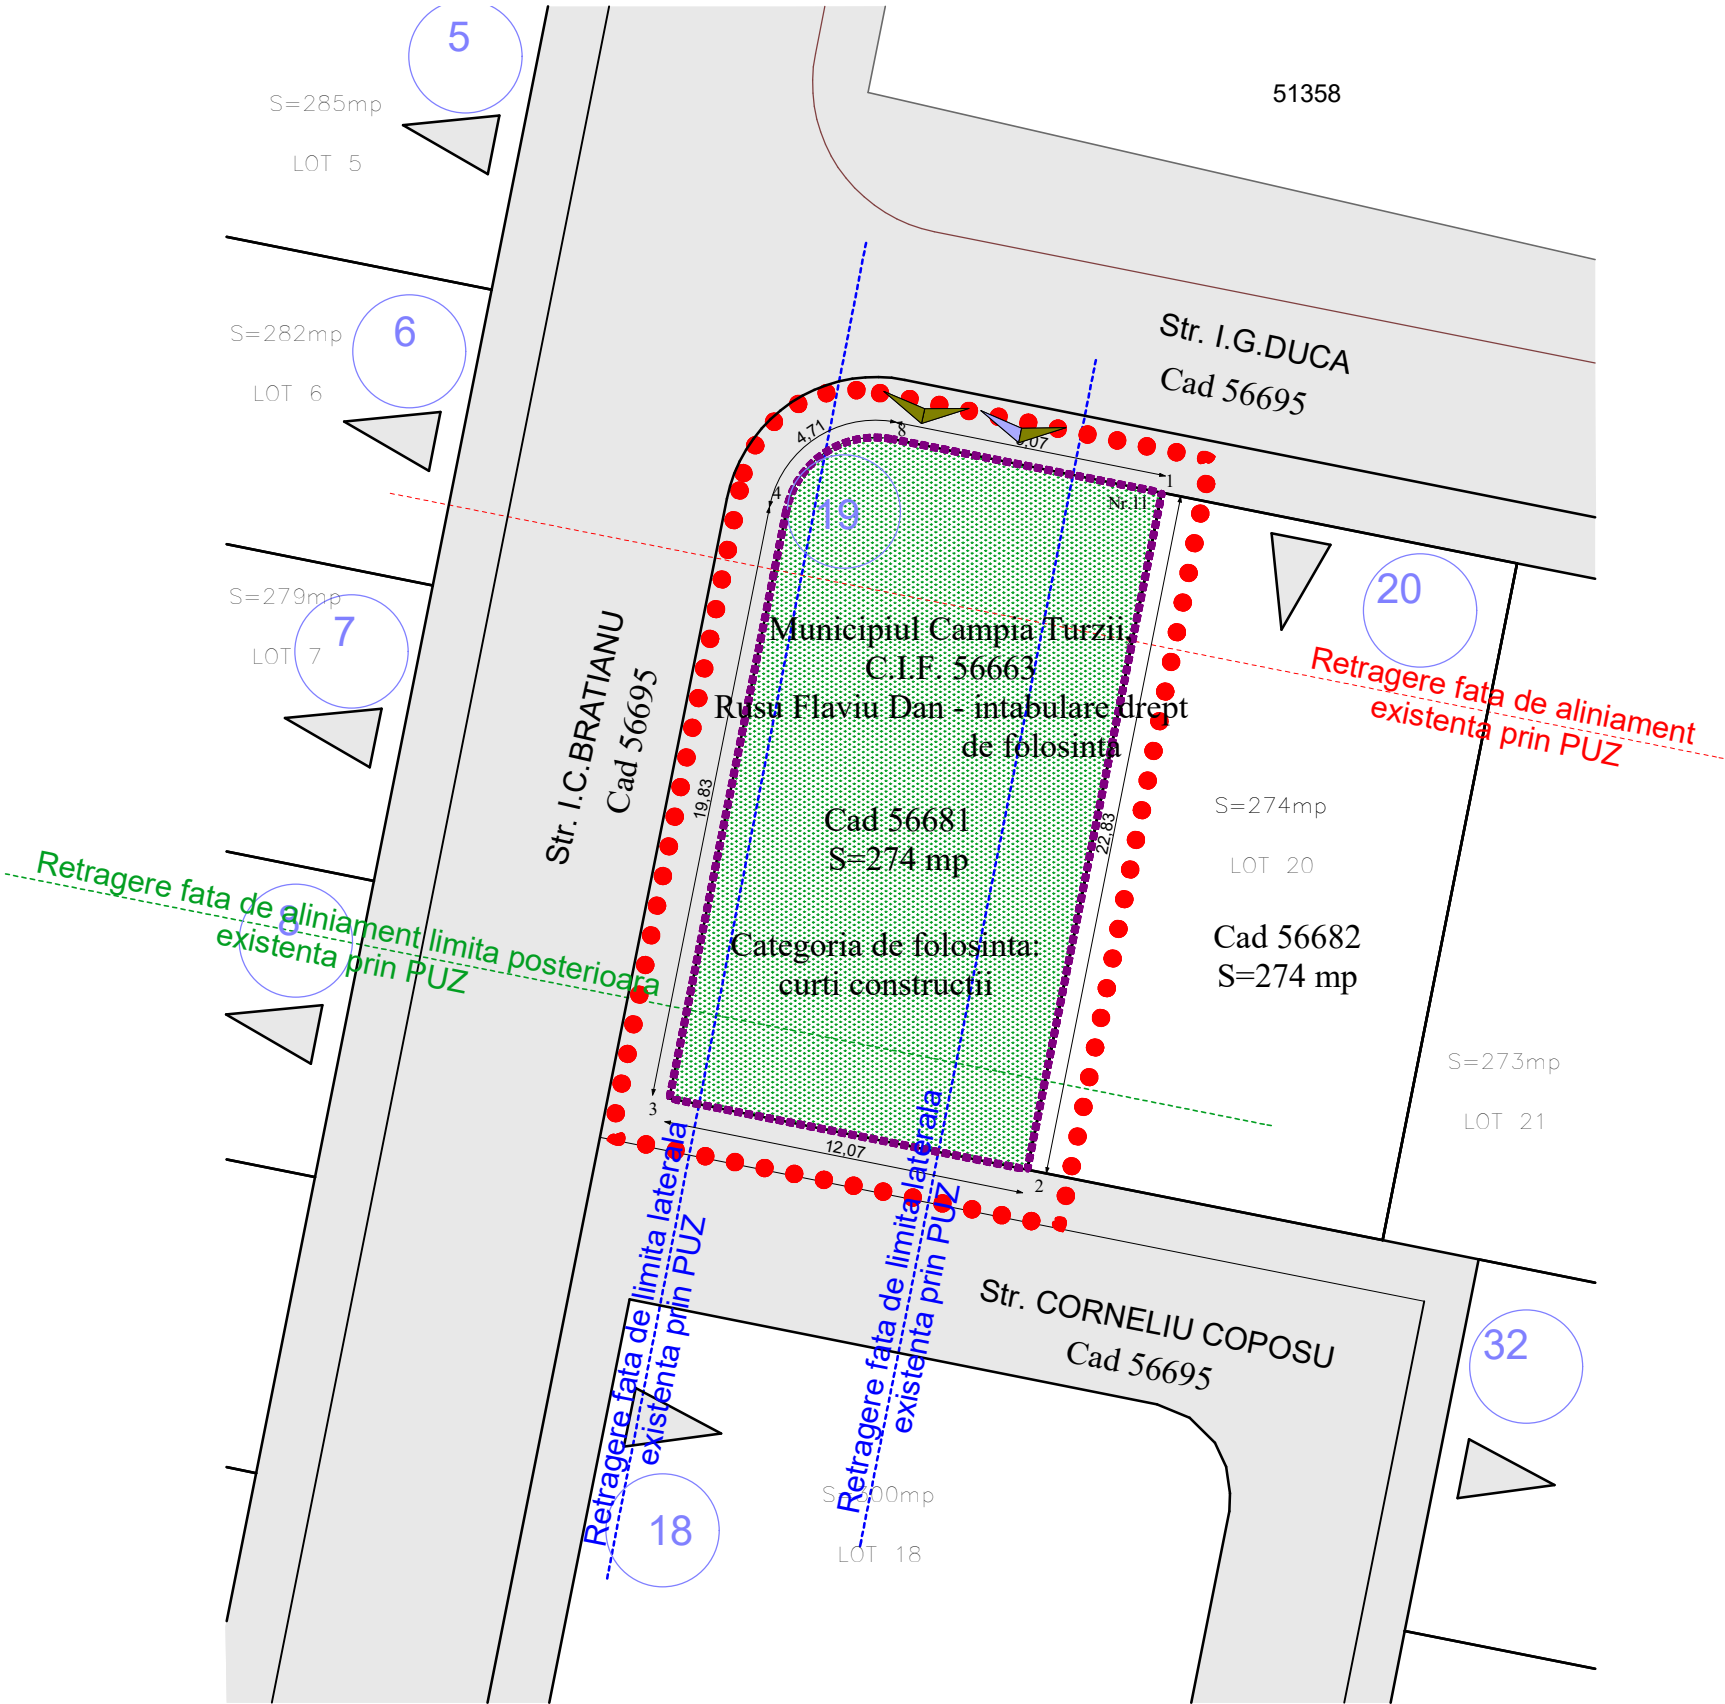 5
S=285mp
LOT 5
51358
6
S=282mp
LOT 6
Str. I.G.DUCA
Cad 56695
4,71
8
1
4
19
Nr.11
7
S=279mp
LOT 7
20
Municipiul Campia Turzii,
C.I.F. 56663
Rusu Flaviu Dan - intabulare drept
de folosinta
Retragere fata de aliniament
existenta prin PUZ
Str. I.C.BRATIANU
Cad 56695
19,83
22,83
Cad 56681
S=274 mp
Categoria de folosinta:
curti constructii
S=274mp
LOT 20
Cad 56682
S=274 mp
8
Retragere fata de aliniament limita posterioara
existenta prin PUZ
S=273mp
LOT 21
3
12,07
2
Retragere fata de limita laterala
existenta prin PUZ
Retragere fata de limita laterala
existenta prin PUZ
Str. CORNELIU COPOSU
Cad 56695
32
18
LOT 18